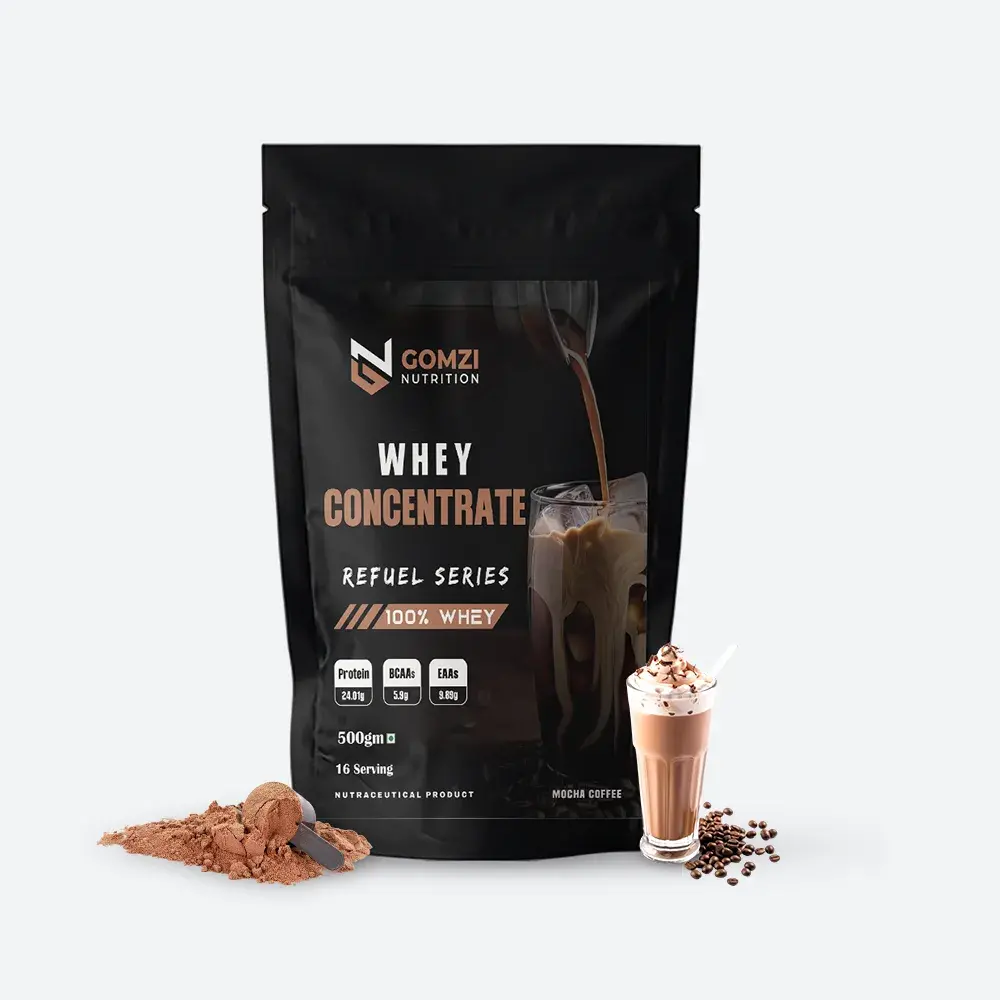 GOMZI
NUTRITION
WHEY
CONCENTRATE
REFUEL SERIES
100% WHEY
Protein
24.01g
BCAAs
5.9g
EAAs
9.89g
500gm
16 Serving
NUTRACEUTICAL PRODUCT
MOCHA COFFEE